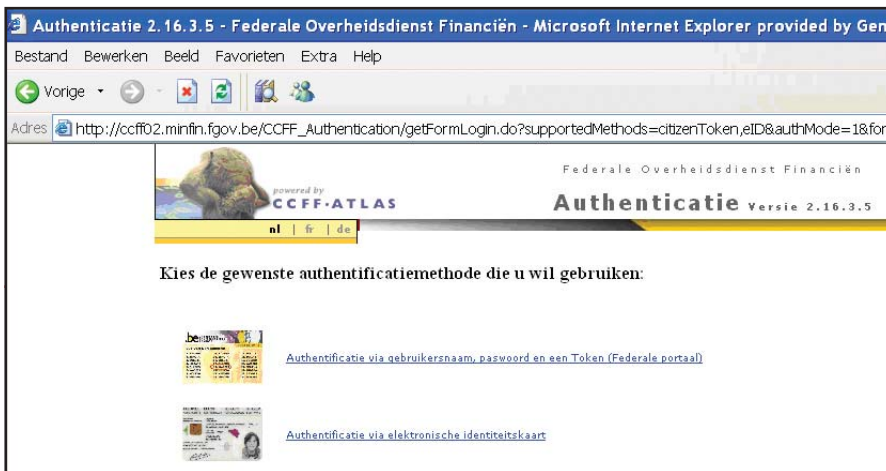 Authenticatie 2.16.3.5 - Federale Overheidsdienst Financiën - Microsoft Internet Explorer provided by Gen
Bestand Bewerken Beeld Favorieten Extra Help
Vorige
Adres http://ccff02.minfin.fgov.be/CCFF_Authentication/getFormLogin.do?supportedMethods=citizenToken,eID&authMode=1&for
Federale Overheidsdienst Financiën
powered by
CCFF·ATLAS
Authenticatie Versie 2.16.3.5
nl | fr | de
Kies de gewenste authentificatiemethode die u wil gebruiken:
.be
Authentificatie via gebruikersnaam, paswoord en een Token (Federale portaal)
Authentificatie via elektronische identiteitskaart